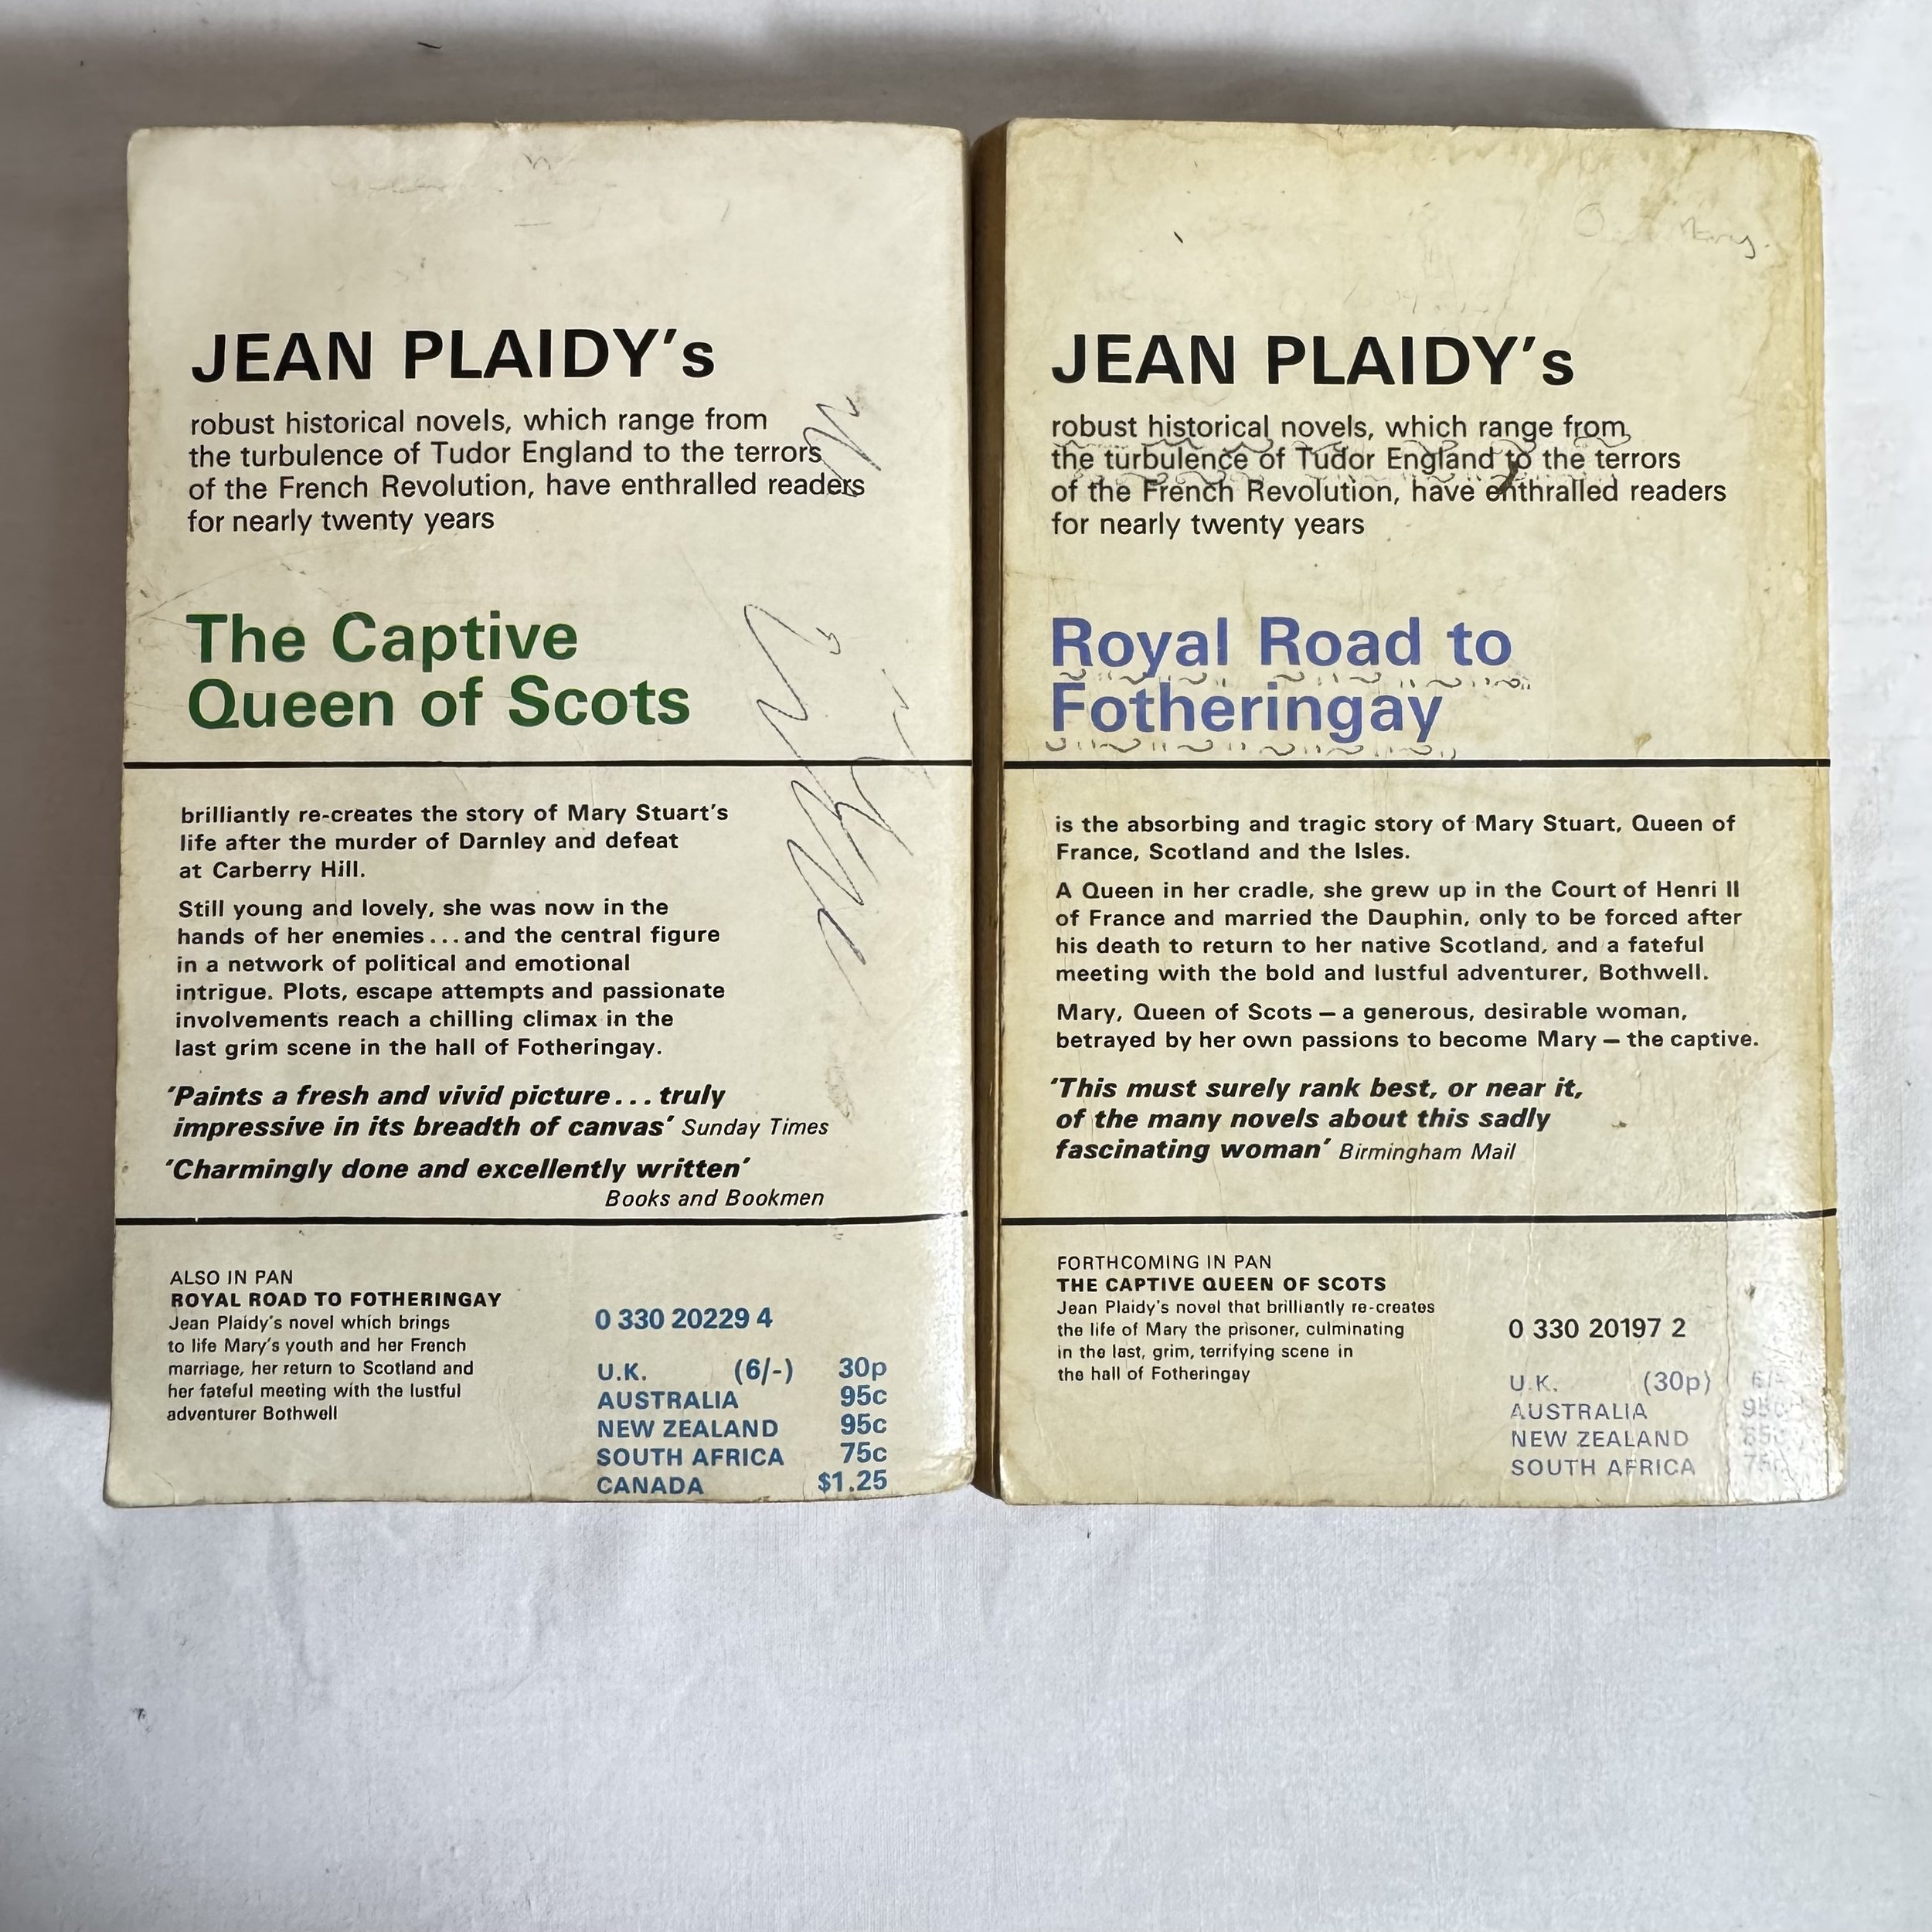 JEAN PLAIDY's
robust historical novels, which range from
the turbulence of Tudor England to the terrors
of the French Revolution, have enthralled readers
for nearly twenty years
The Captive
Queen of Scots
brilliantly re-creates the story of Mary Stuart's
life after the murder of Darnley and defeat
at Carberry Hill.
Still young and lovely, she was now in the
hands of her enemies...and the central figure
in a network of political and emotional
intrigue. Plots, escape attempts and passionate
involvements reach a chilling climax in the
last grim scene in the hall of Fotheringay.
'Paints a fresh and vivid picture... truly
impressive in its breadth of canvas' Sunday Times
'Charmingly done and excellently written'
Books and Bookmen
ALSO IN PAN
ROYAL ROAD TO FOTHERINGAY
Jean Plaidy's novel which brings
to life Mary's youth and her French
marriage, her return to Scotland and
her fateful meeting with the lustful
adventurer Bothwell
0 330 20229 4
U.K. (6/-) 30p
AUSTRALIA 95c
NEW ZEALAND 95c
SOUTH AFRICA 75c
CANADA $1.25
Mary.
JEAN PLAIDY's
robust historical novels, which range from
the turbulence of Tudor England to the terrors
of the French Revolution, have enthralled readers
for nearly twenty years
Royal Road to
Fotheringay
is the absorbing and tragic story of Mary Stuart, Queen of
France, Scotland and the Isles.
A Queen in her cradle, she grew up in the Court of Henri II
of France and married the Dauphin, only to be forced after
his death to return to her native Scotland, and a fateful
meeting with the bold and lustful adventurer, Bothwell.
Mary, Queen of Scots – a generous, desirable woman,
betrayed by her own passions to become Mary – the captive.
'This must surely rank best, or near it,
of the many novels about this sadly
fascinating woman' Birmingham Mail
FORTHCOMING IN PAN
THE CAPTIVE QUEEN OF SCOTS
Jean Plaidy's novel that brilliantly re-creates
the life of Mary the prisoner, culminating
in the last, grim, terrifying scene in
the hall of Fotheringay
0 330 20197 2
U.K. (30p)
AUSTRALIA
NEW ZEALAND
SOUTH AFRICA